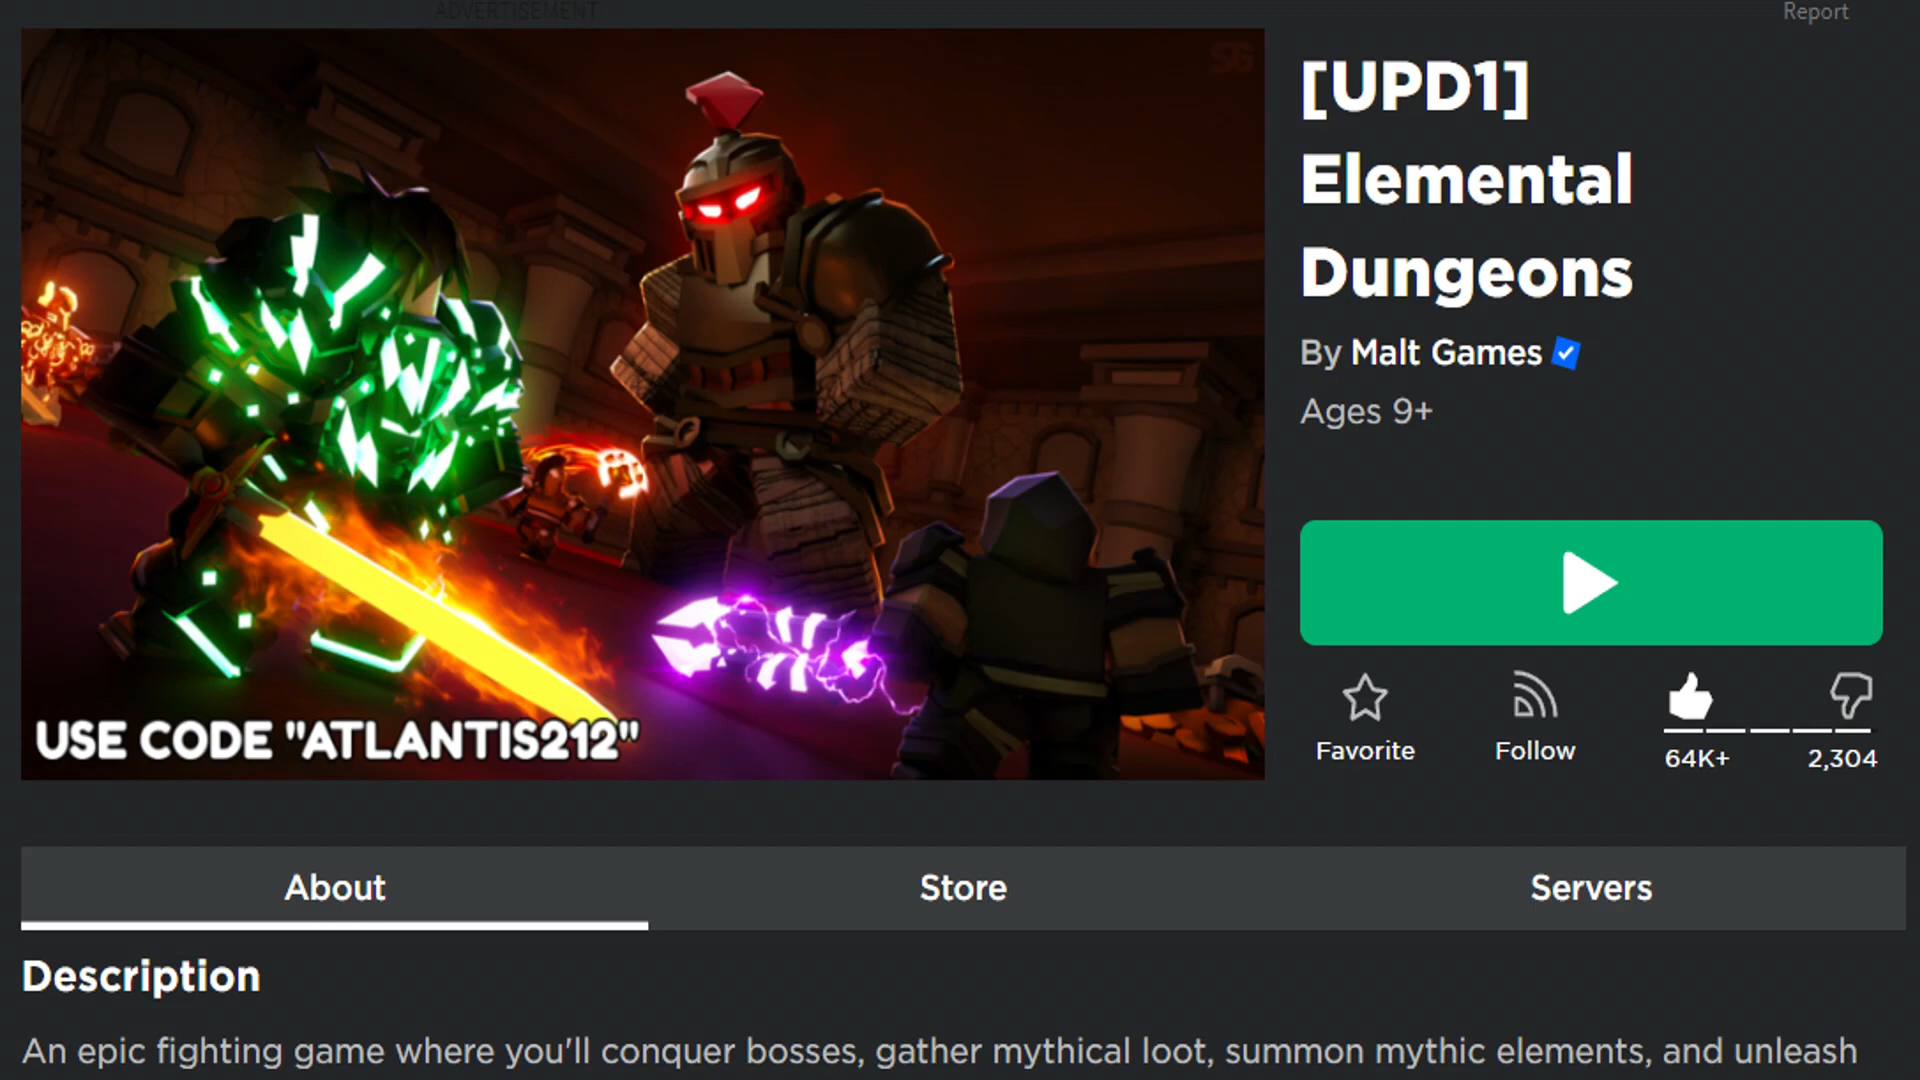 ADVERTISEMENT
Report
SG
USE CODE "ATLANTIS212"
[UPD1]
Elemental
Dungeons
By Malt Games
Ages 9+
Favorite
Follow
64K+
2,304
About
Store
Servers
Description
An epic fighting game where you'll conquer bosses, gather mythical loot, summon mythic elements, and unleash